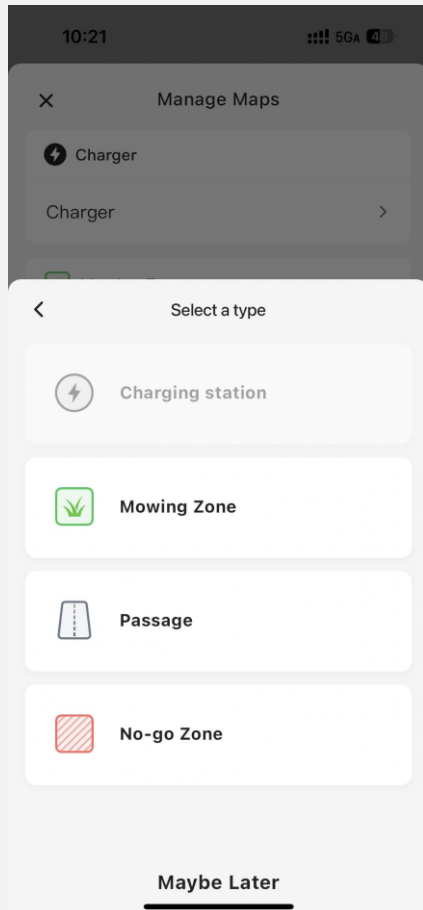 10:21
5GA 48
Manage Maps
Charger
Charger
Select a type
Charging station
Mowing Zone
Passage
No-go Zone
Maybe Later